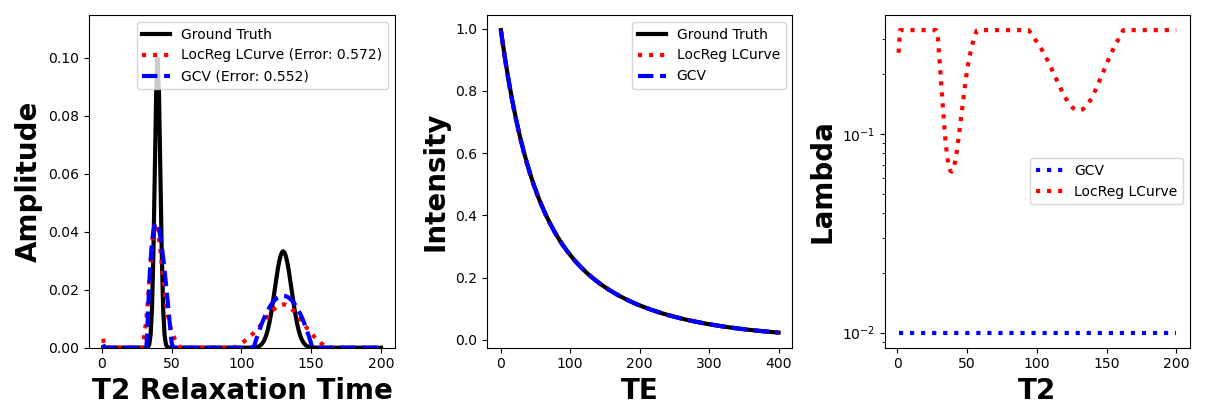 Amplitude
0.10
0.08
0.06
0.04
0.02
0.00
Ground Truth
LocReg LCurve (Error: 0.572)
GCV (Error: 0.552)
0 50 100 150 200
T2 Relaxation Time
Intensity
1.0
0.8
0.6
0.4
0.2
0.0
Ground Truth
LocReg LCurve
GCV
0 100 200 300 400
TE
Lambda
10⁻¹
10⁻²
GCV
LocReg LCurve
0 50 100 150 200
T2